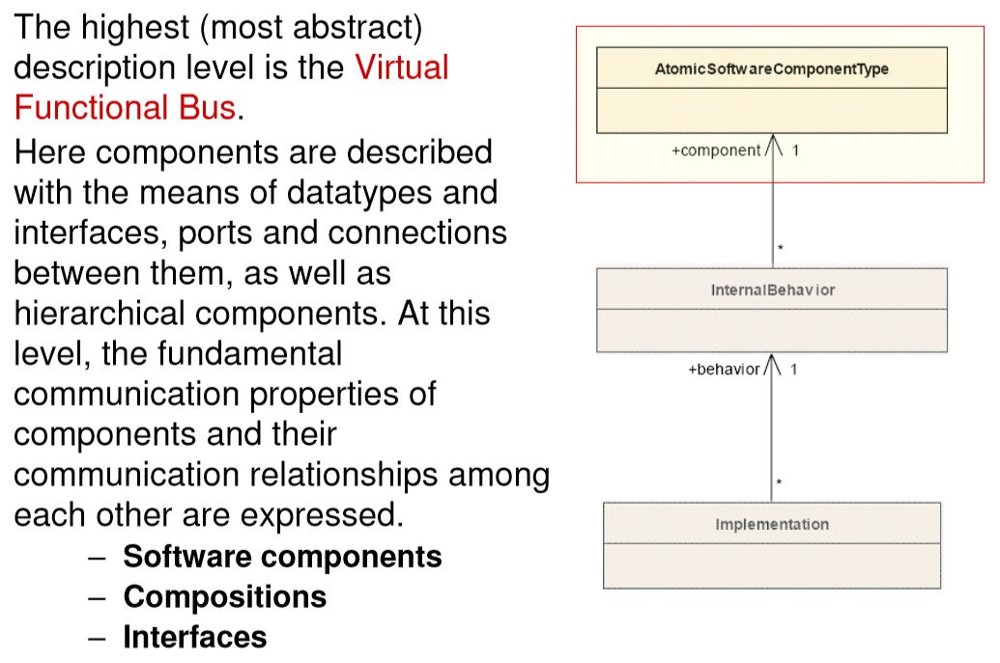 The highest (most abstract)
description level is the Virtual
Functional Bus.
Here components are described
with the means of datatypes and
interfaces, ports and connections
between them, as well as
hierarchical components. At this
level, the fundamental
communication properties of
components and their
communication relationships among
each other are expressed.
– Software components
– Compositions
– Interfaces
AtomicSoftwareComponentType
+component 1
*
InternalBehavior
+behavior 1
*
Implementation